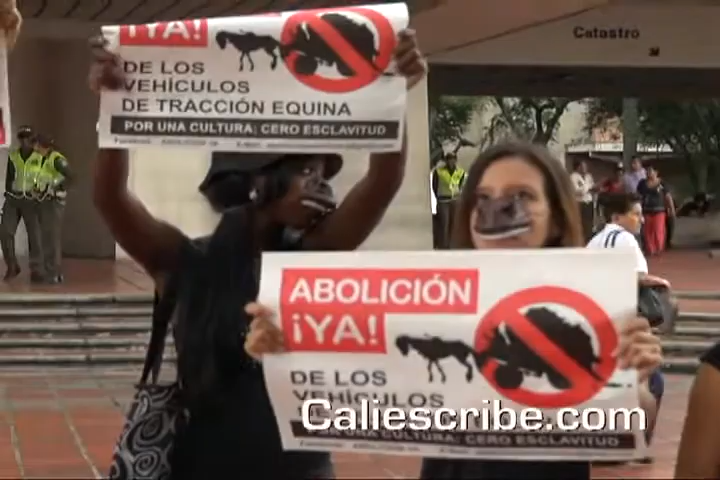 ¡YA!
DE LOS
VEHÍCULOS
DE TRACCIÓN EQUINA
POR UNA CULTURA: CERO ESCLAVITUD
Catastro
ABOLICIÓN
¡YA!
DE LOS
VEHÍCULOS
POR UNA CULTURA: CERO ESCLAVITUD
Caliescribe.com